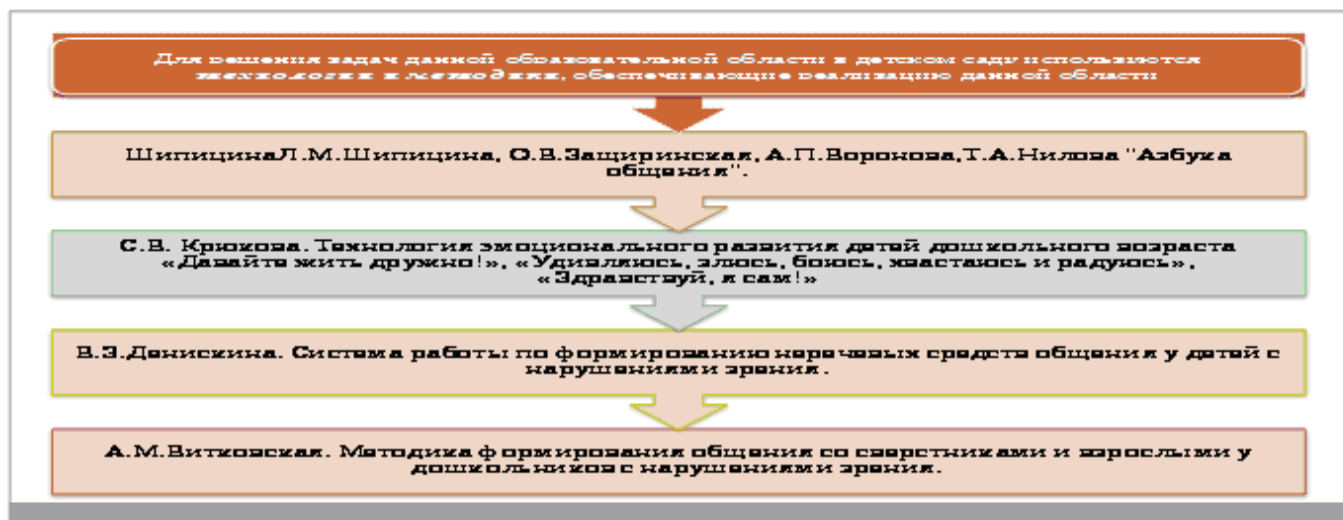 Для решения задач данной образовательной области в детском саду используются
технологии и методики, обеспечивающие реализацию данной области
ШипицинаЛ.М.Шипицина, О.В.Защиринская, А.П.Воронова,Т.А.Нилова "Азбука
общения".
С.В. Крюкова. Технология эмоционального развития детей дошкольного возраста
«Давайте жить дружно!», «Удивляюсь, злюсь, боюсь, хвастаюсь и радуюсь»,
«Здравствуй, я сам!»
В.З.Денискина. Система работы по формированию неречевых средств общения у детей с
нарушениями зрения.
А.М.Витковская. Методика формирования общения со сверстниками и взрослыми у
дошкольников с нарушениями зрения.